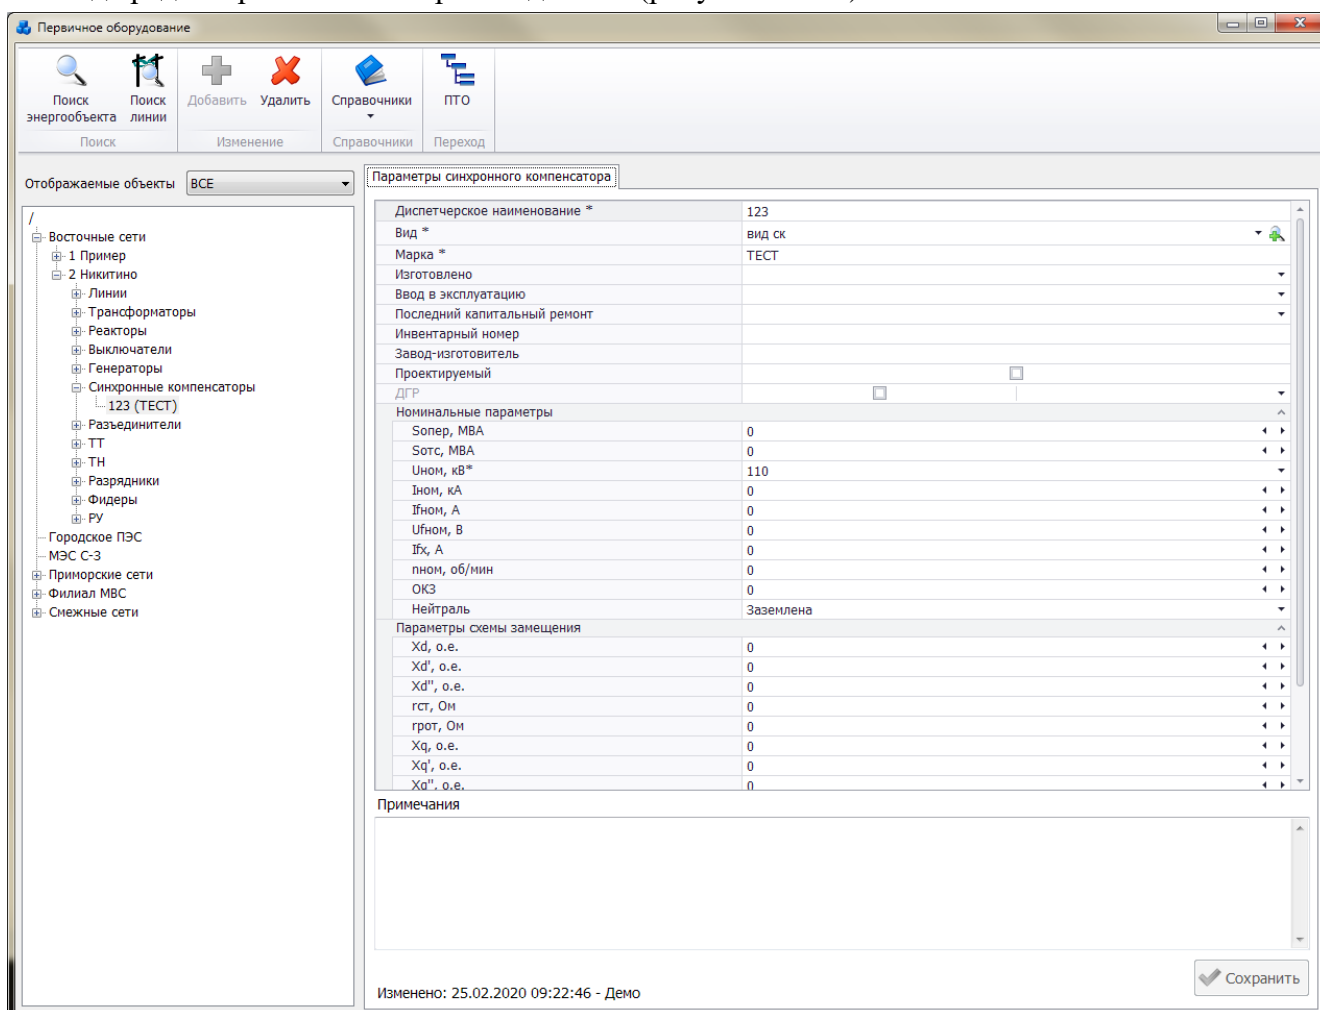 Первичное оборудование
Поиск энергообъекта
Поиск линии
Добавить
Удалить
Справочники
ПТО
Поиск
Изменение
Справочники
Переход
Отображаемые объекты ВСЕ
/
Восточные сети
1 Пример
2 Никитино
Линии
Трансформаторы
Реакторы
Выключатели
Генераторы
Синхронные компенсаторы
123 (ТЕСТ)
Разъединители
ТТ
ТН
Разрядники
Фидеры
РУ
Городское ПЭС
МЭС С-З
Приморские сети
Филиал МВС
Смежные сети
Параметры синхронного компенсатора
Диспетчерское наименование * 123
Вид * вид ск
Марка * ТЕСТ
Изготовлено
Ввод в эксплуатацию
Последний капитальный ремонт
Инвентарный номер
Завод-изготовитель
Проектируемый
ДГР
Номинальные параметры
Sопер, МВА 0
Sотс, МВА 0
Uном, кВ* 110
Iном, кА 0
Ifном, А 0
Ufном, В 0
Ifx, А 0
nном, об/мин 0
ОКЗ 0
Нейтраль Заземлена
Параметры схемы замещения
Xd, о.е. 0
Xd', о.е. 0
Xd'', о.е. 0
rст, Ом 0
rрот, Ом 0
Xq, о.е. 0
Xq', о.е. 0
Xq'', о.е. 0
Примечания
Изменено: 25.02.2020 09:22:46 - Демо
Сохранить